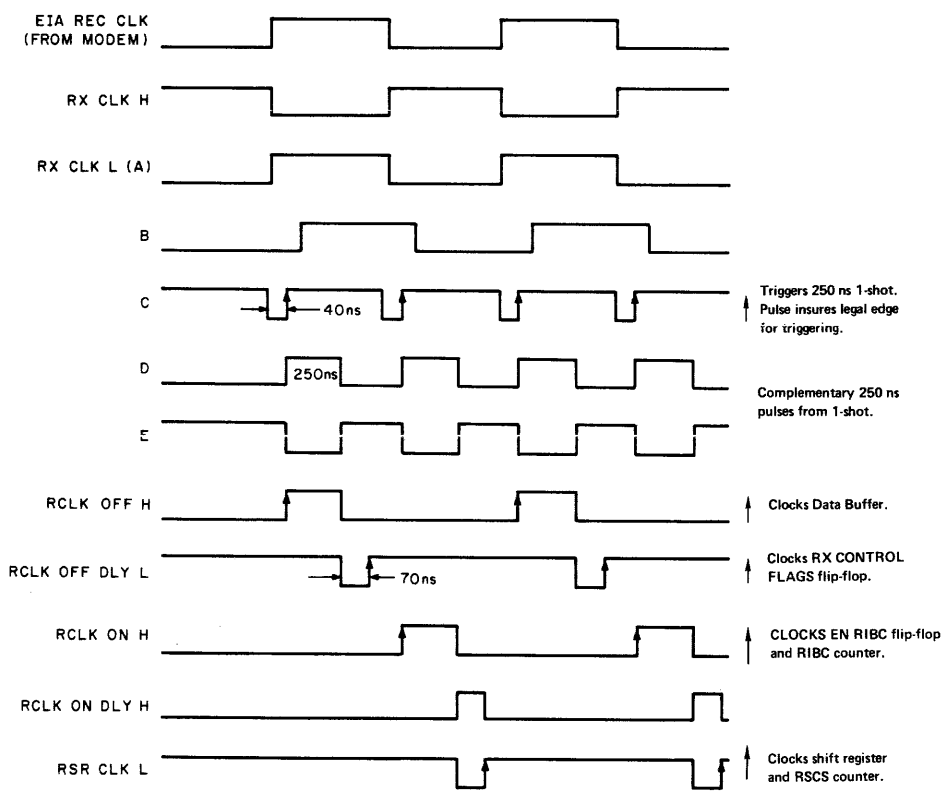 EIA REC CLK
(FROM MODEM)
RX CLK H
RX CLK L (A)
B
C
40ns
Triggers 250 ns 1-shot.
Pulse insures legal edge
for triggering.
D
250ns
Complementary 250 ns
pulses from 1-shot.
E
RCLK OFF H
Clocks Data Buffer.
RCLK OFF DLY L
70ns
Clocks RX CONTROL
FLAGS flip-flop.
RCLK ON H
CLOCKS EN RIBC flip-flop
and RIBC counter.
RCLK ON DLY H
RSR CLK L
Clocks shift register
and RSCS counter.